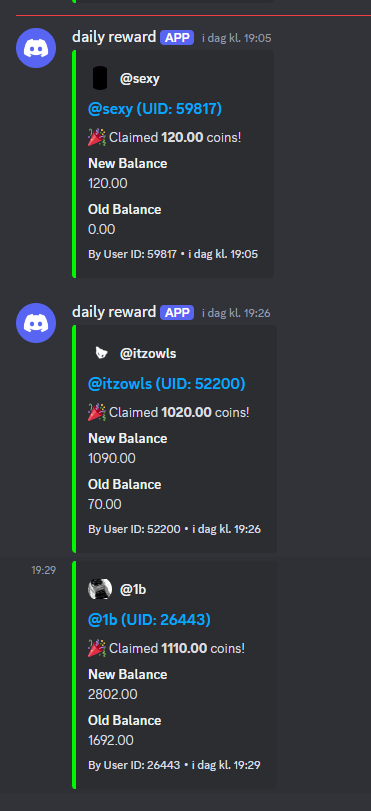 daily reward APP i dag kl. 19:05
@sexy
@sexy (UID: 59817)
🎉 Claimed 120.00 coins!
New Balance
120.00
Old Balance
0.00
By User ID: 59817 • i dag kl. 19:05
daily reward APP i dag kl. 19:26
@itzowls
@itzowls (UID: 52200)
🎉 Claimed 1020.00 coins!
New Balance
1090.00
Old Balance
70.00
By User ID: 52200 • i dag kl. 19:26
19:29
@1b
@1b (UID: 26443)
🎉 Claimed 1110.00 coins!
New Balance
2802.00
Old Balance
1692.00
By User ID: 26443 • i dag kl. 19:29